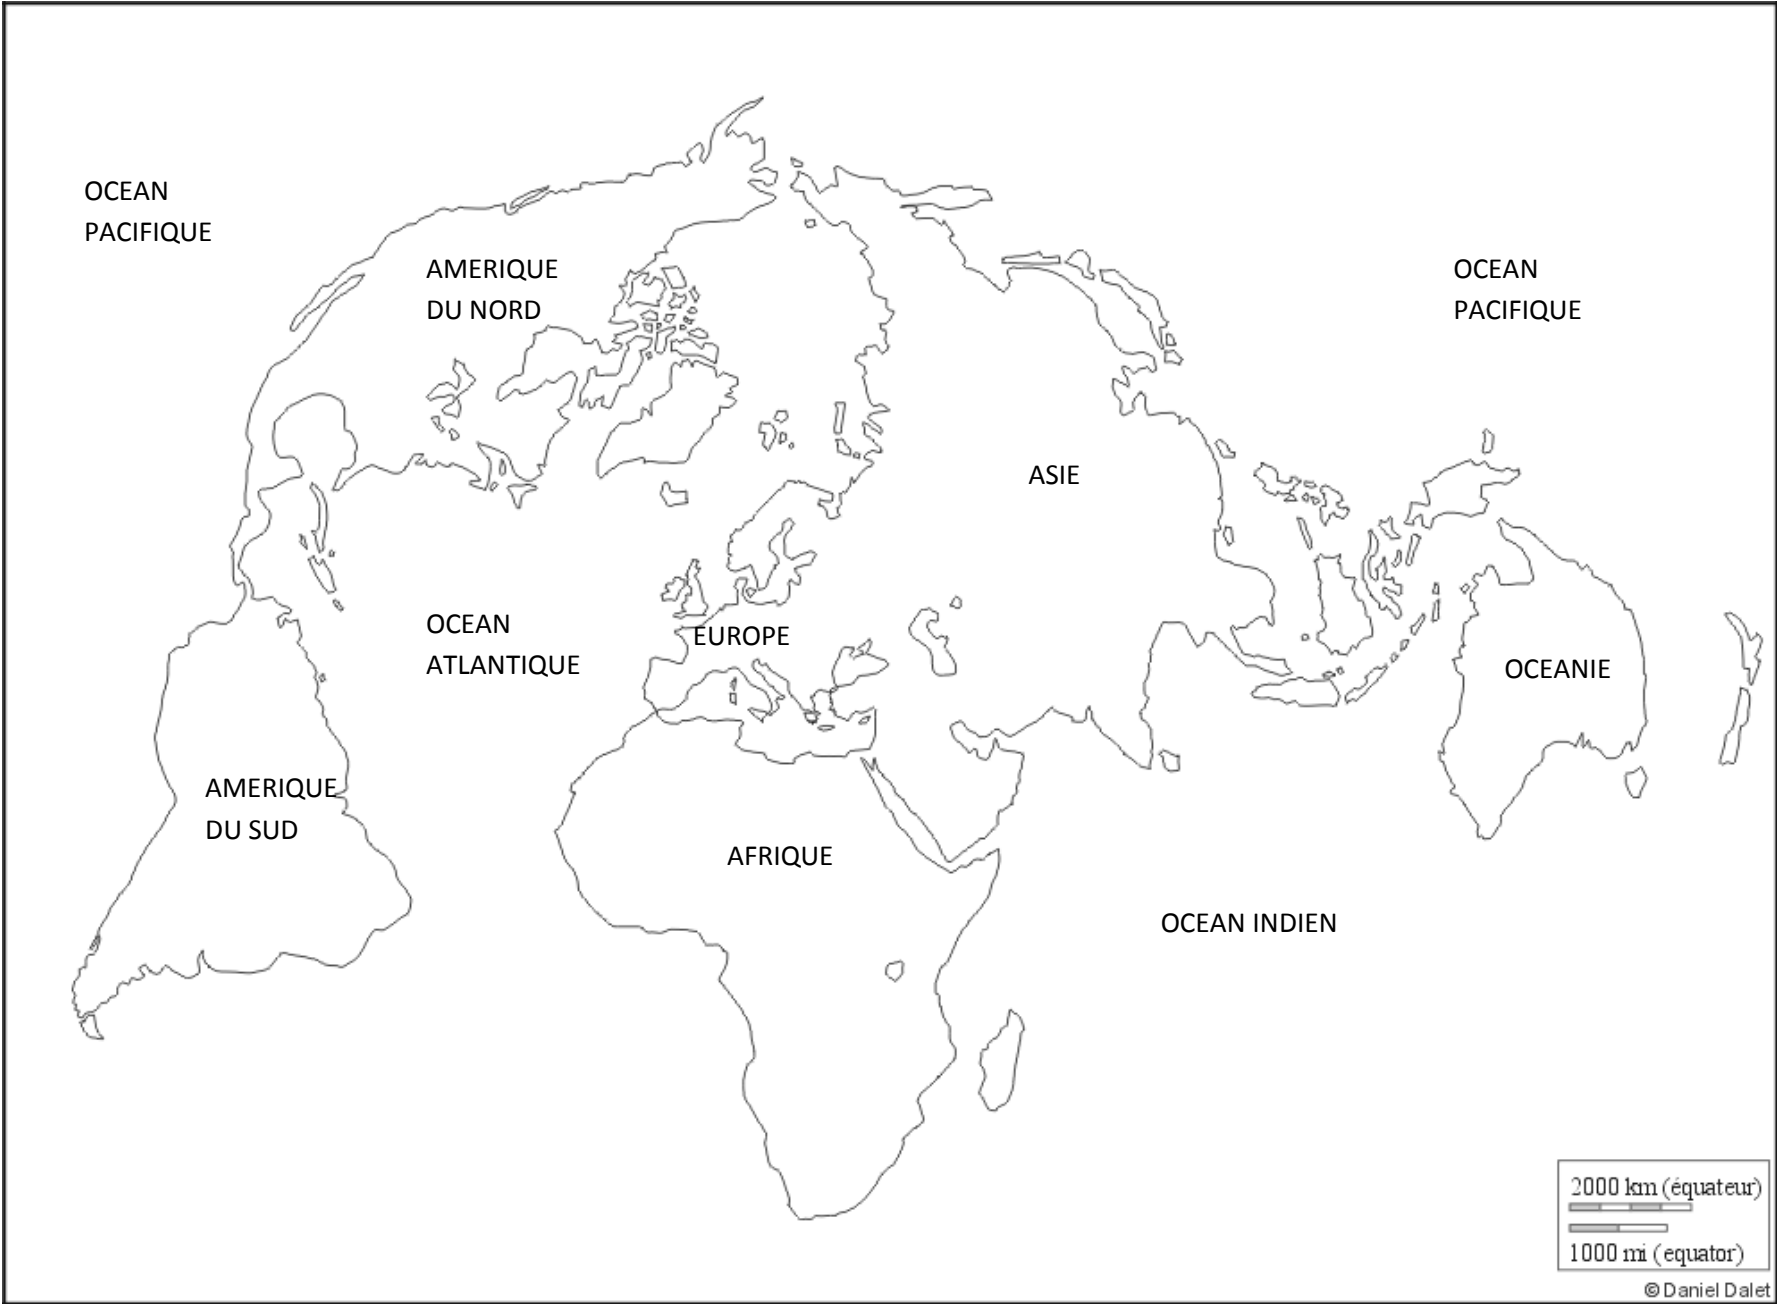 OCEAN
PACIFIQUE
AMERIQUE
DU NORD
OCEAN
PACIFIQUE
ASIE
OCEAN
ATLANTIQUE
EUROPE
OCEANIE
AMERIQUE
DU SUD
AFRIQUE
OCEAN INDIEN
2000 km (équateur)
1000 mi (equator)
© Daniel Dalet